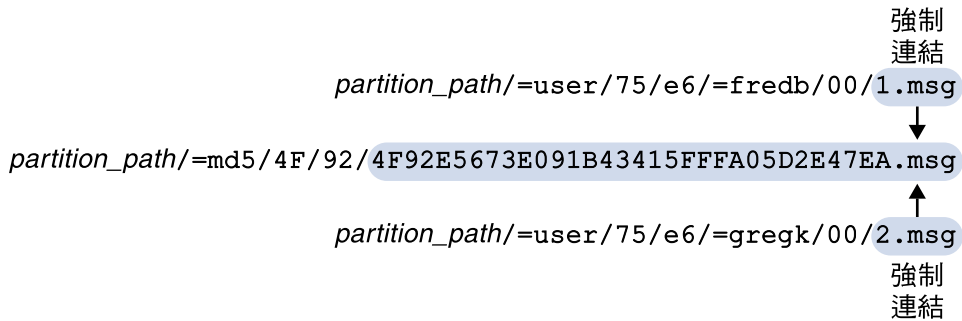 強制
連結
partition_path/=user/75/e6/=fredb/00/1.msg
partition_path/=md5/4F/92/4F92E5673E091B43415FFFA05D2E47EA.msg
partition_path/=user/75/e6/=gregk/00/2.msg
強制
連結